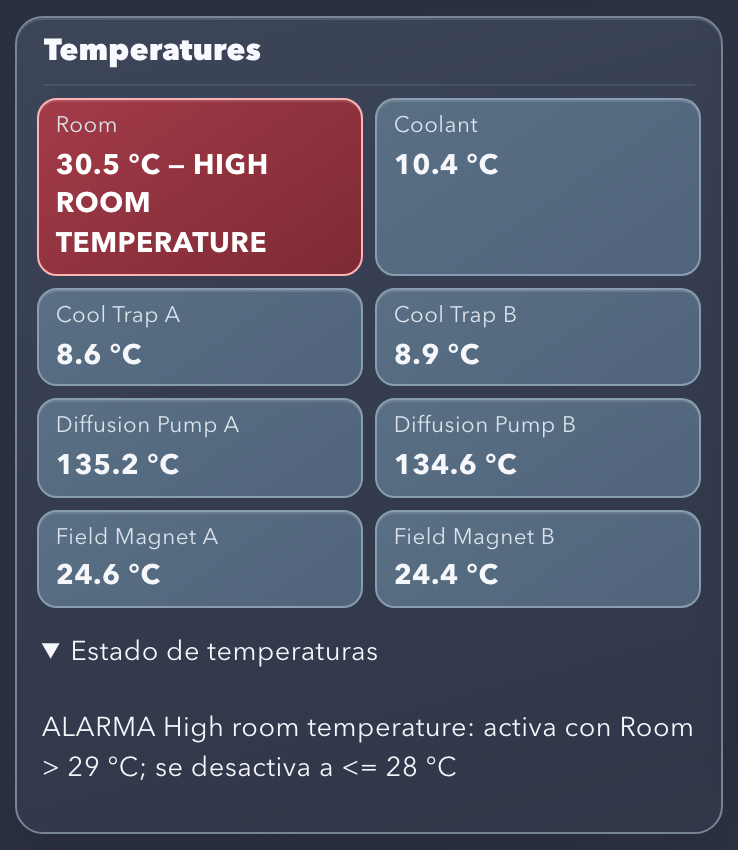 Temperatures
Room
30.5 °C — HIGH
ROOM
TEMPERATURE
Coolant
10.4 °C
Cool Trap A
8.6 °C
Cool Trap B
8.9 °C
Diffusion Pump A
135.2 °C
Diffusion Pump B
134.6 °C
Field Magnet A
24.6 °C
Field Magnet B
24.4 °C
▼ Estado de temperaturas
ALARMA High room temperature: activa con Room
> 29 °C; se desactiva a <= 28 °C